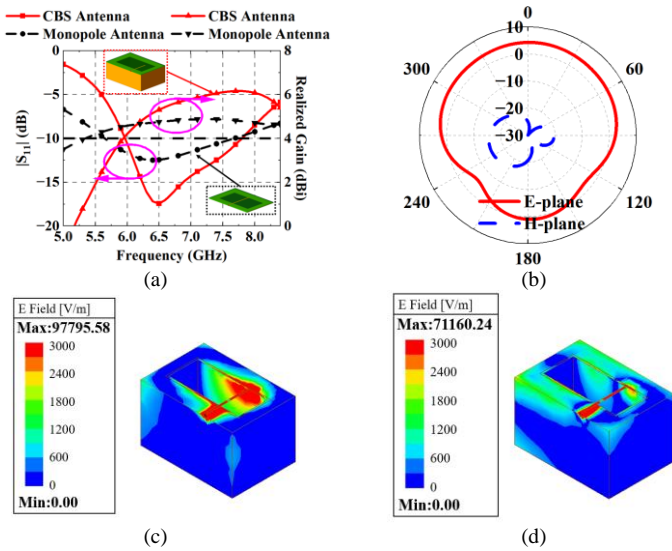 CBS Antenna CBS Antenna
Monopole Antenna Monopole Antenna
0
-5
-10
-15
-20
|S11| (dB)
8
6
4
2
0
Realized Gain (dBi)
5.0 5.5 6.0 6.5 7.0 7.5 8.0
Frequency (GHz)
(a)
0
60
120
180
240
300
10
0
-10
-20
-30
-20
-10
0
10
E-plane
H-plane
(b)
E Field [V/m]
Max:97795.58
3000
2400
1800
1200
600
0
Min:0.00
(c)
E Field [V/m]
Max:71160.24
3000
2400
1800
1200
600
0
Min:0.00
(d)